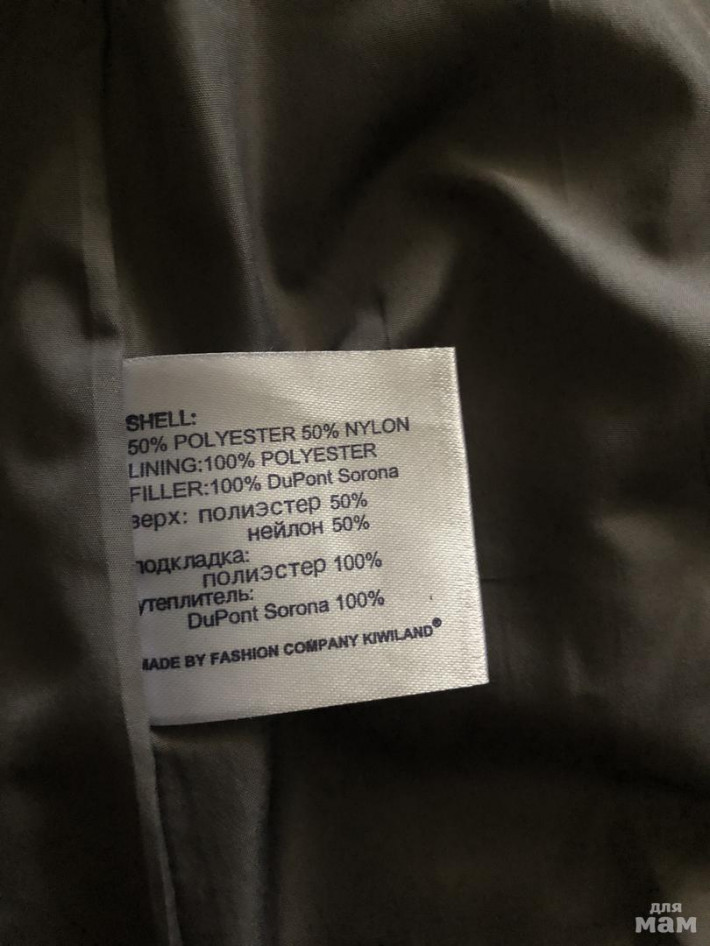 SHELL:
50% POLYESTER 50% NYLON
LINING:100% POLYESTER
FILLER:100% DuPont Sorona
верх: полиэстер 50%
нейлон 50%
подкладка:
полиэстер 100%
утеплитель:
DuPont Sorona 100%
MADE BY FASHION COMPANY KIWILAND®
для
мам